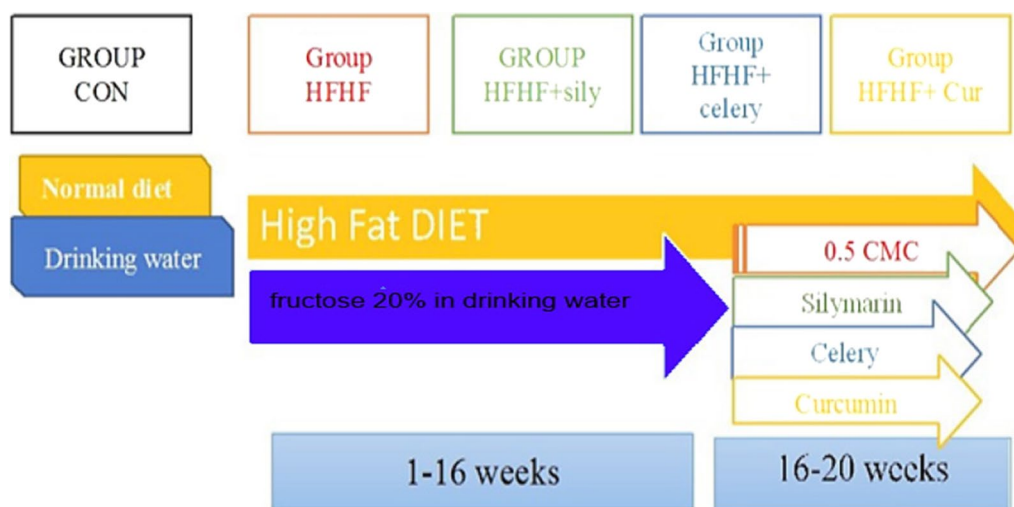 GROUP
CON
Group
HFHF
GROUP
HFHF+sily
Group
HFHF+
celery
Group
HFHF+ Cur
Normal diet
Drinking water
High Fat DIET
fructose 20% in drinking water
0.5 CMC
Silymarin
Celery
Curcumin
1-16 weeks
16-20 weeks